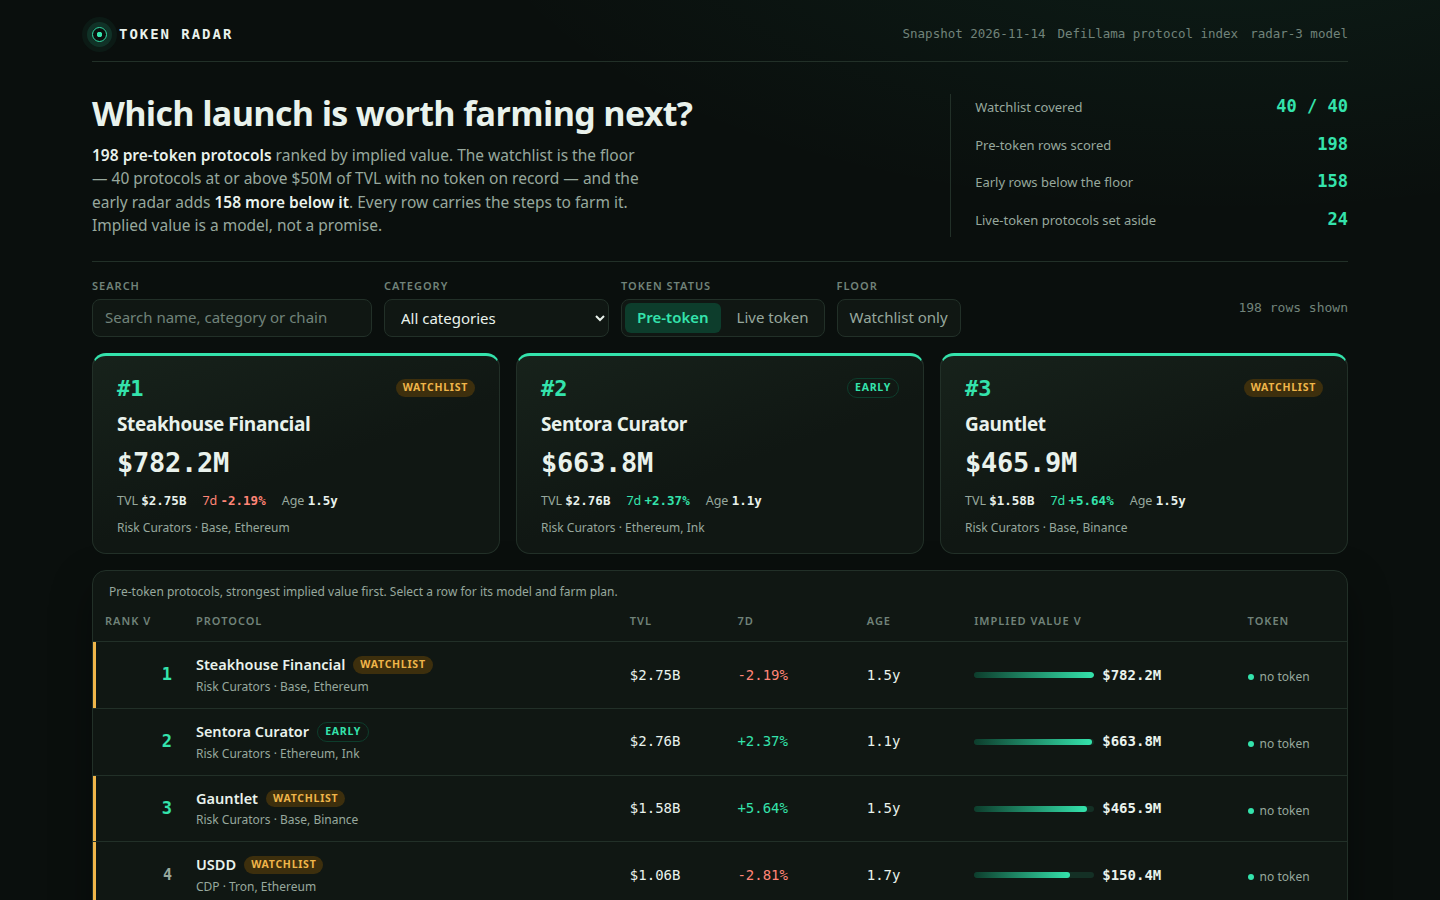 TOKEN RADAR
Snapshot 2026-11-14 DefiLlama protocol index radar-3 model
Which launch is worth farming next?
198 pre-token protocols ranked by implied value. The watchlist is the floor
— 40 protocols at or above $50M of TVL with no token on record — and the
early radar adds 158 more below it. Every row carries the steps to farm it.
Implied value is a model, not a promise.
Watchlist covered 40 / 40
Pre-token rows scored 198
Early rows below the floor 158
Live-token protocols set aside 24
SEARCH CATEGORY TOKEN STATUS FLOOR
Search name, category or chain All categories Pre-token Live token Watchlist only 198 rows shown
#1 WATCHLIST
Steakhouse Financial
$782.2M
TVL $2.75B 7d -2.19% Age 1.5y
Risk Curators · Base, Ethereum
#2 EARLY
Sentora Curator
$663.8M
TVL $2.76B 7d +2.37% Age 1.1y
Risk Curators · Ethereum, Ink
#3 WATCHLIST
Gauntlet
$465.9M
TVL $1.58B 7d +5.64% Age 1.5y
Risk Curators · Base, Binance
Pre-token protocols, strongest implied value first. Select a row for its model and farm plan.
RANK V PROTOCOL TVL 7D AGE IMPLIED VALUE V TOKEN
1 Steakhouse Financial WATCHLIST $2.75B -2.19% 1.5y $782.2M no token
Risk Curators · Base, Ethereum
2 Sentora Curator EARLY $2.76B +2.37% 1.1y $663.8M no token
Risk Curators · Ethereum, Ink
3 Gauntlet WATCHLIST $1.58B +5.64% 1.5y $465.9M no token
Risk Curators · Base, Binance
4 USDD WATCHLIST $1.06B -2.81% 1.7y $150.4M no token
CDP · Tron, Ethereum